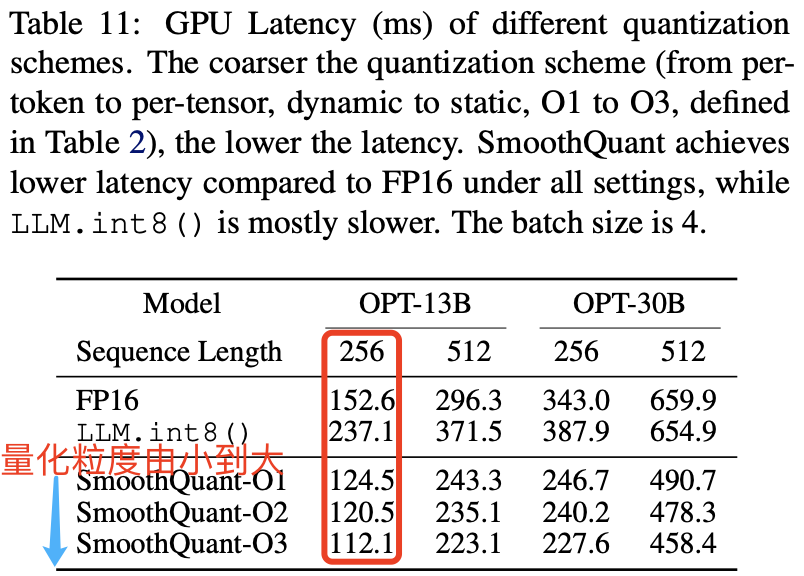 Table 11: GPU Latency (ms) of different quantization
schemes. The coarser the quantization scheme (from per-
token to per-tensor, dynamic to static, O1 to O3, defined
in Table 2), the lower the latency. SmoothQuant achieves
lower latency compared to FP16 under all settings, while
LLM.int8() is mostly slower. The batch size is 4.
Model OPT-13B OPT-30B
Sequence Length 256 512 256 512
FP16 152.6 296.3 343.0 659.9
LLM.int8() 237.1 371.5 387.9 654.9
量化粒度由小到大
SmoothQuant-O1 124.5 243.3 246.7 490.7
SmoothQuant-O2 120.5 235.1 240.2 478.3
SmoothQuant-O3 112.1 223.1 227.6 458.4